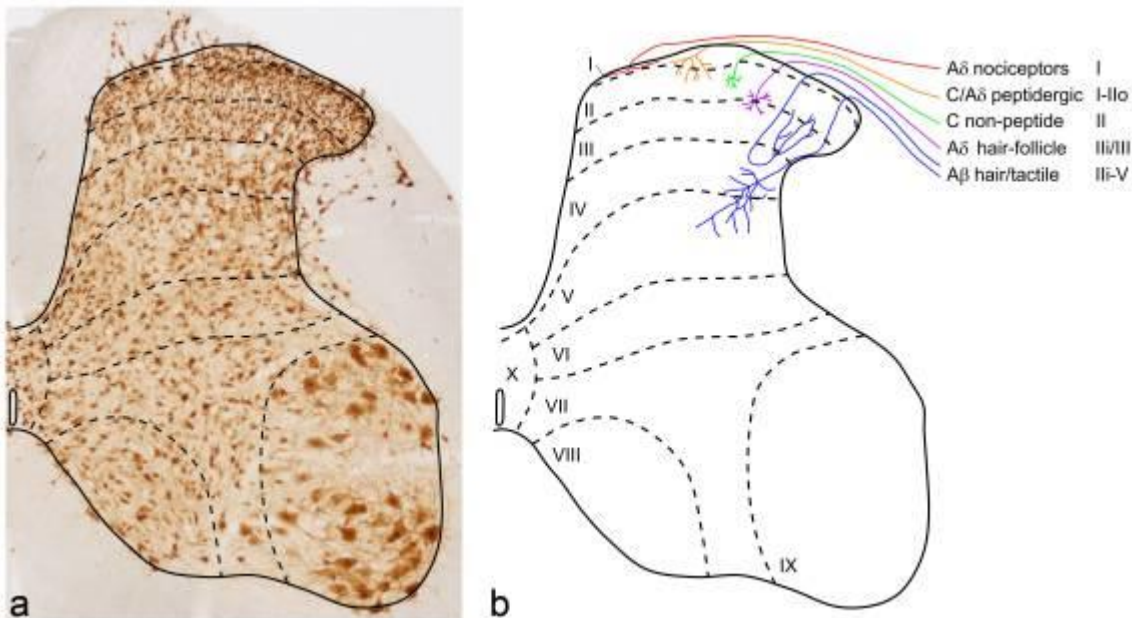 I
II
III
IV
V
VI
X
VII
VIII
IX
Aδ nociceptors I
C/Aδ peptidergic I-IIo
C non-peptide II
Aδ hair-follicle IIi/III
Aβ hair/tactile IIi-V
a
b